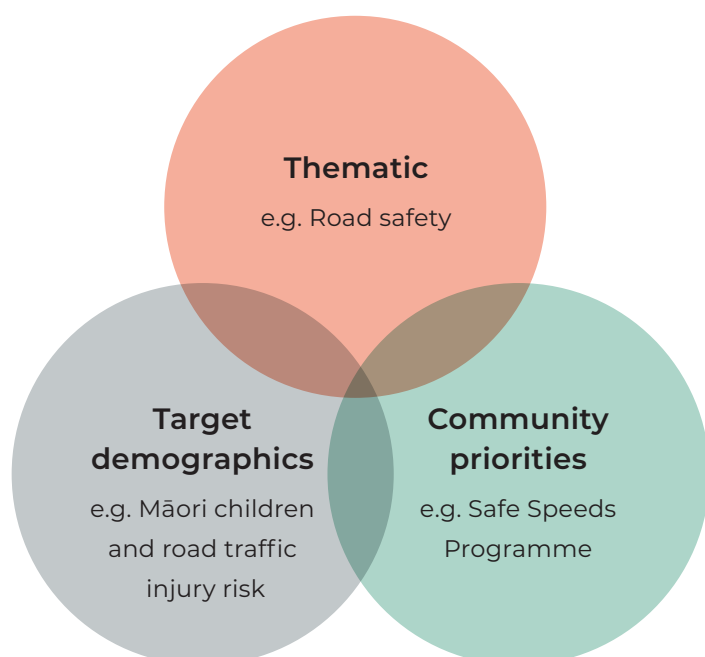 Thematic
e.g. Road safety
Target
demographics
e.g. Māori children
and road traffic
injury risk
Community
priorities
e.g. Safe Speeds
Programme